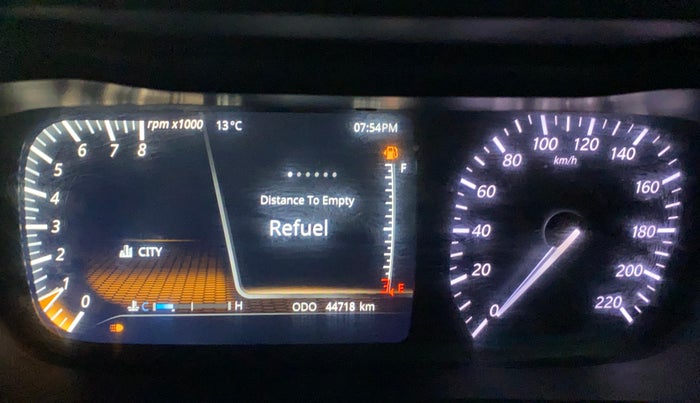 rpm x1000 13°C 07:54PM
5 6 7 8
4
3
2
1
0
CITY
Distance To Empty
Refuel
F
E
C H ODO 44718 km
0 20 40 60 80 100 120 140 160 180 200 220
km/h